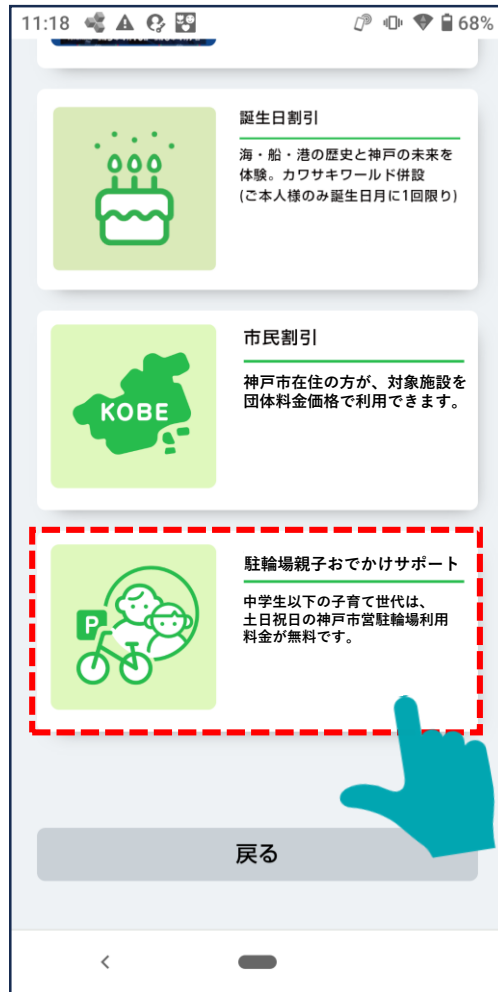 11:18
68%
誕生日割引
海・船・港の歴史と神戸の未来を
体験。カワサキワールド併設
(ご本人様のみ誕生日月に1回限り)
KOBE
市民割引
神戸市在住の方が、対象施設を
団体料金価格で利用できます。
P
駐輪場親子おでかけサポート
中学生以下の子育て世代は、
土日祝日の神戸市営駐輪場利用
料金が無料です。
戻る